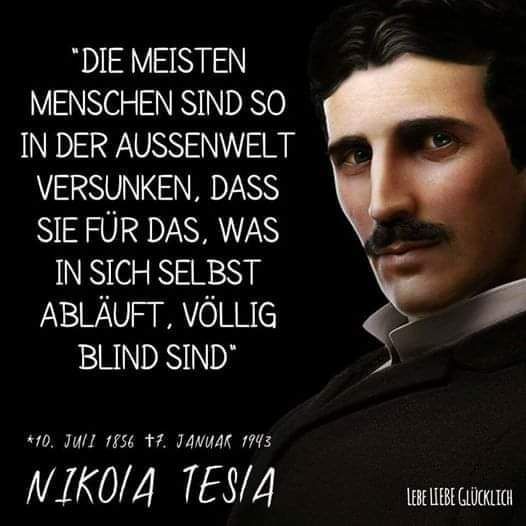 "DIE MEISTEN
MENSCHEN SIND SO
IN DER AUSSENWELT
VERSUNKEN, DASS
SIE FÜR DAS, WAS
IN SICH SELBST
ABLÄUFT, VÖLLIG
BLIND SIND"
*10. JULI 1856 †7. JANUAR 1943
NIKOLA TESLA
LEBE LIEBE GLÜCKLICH